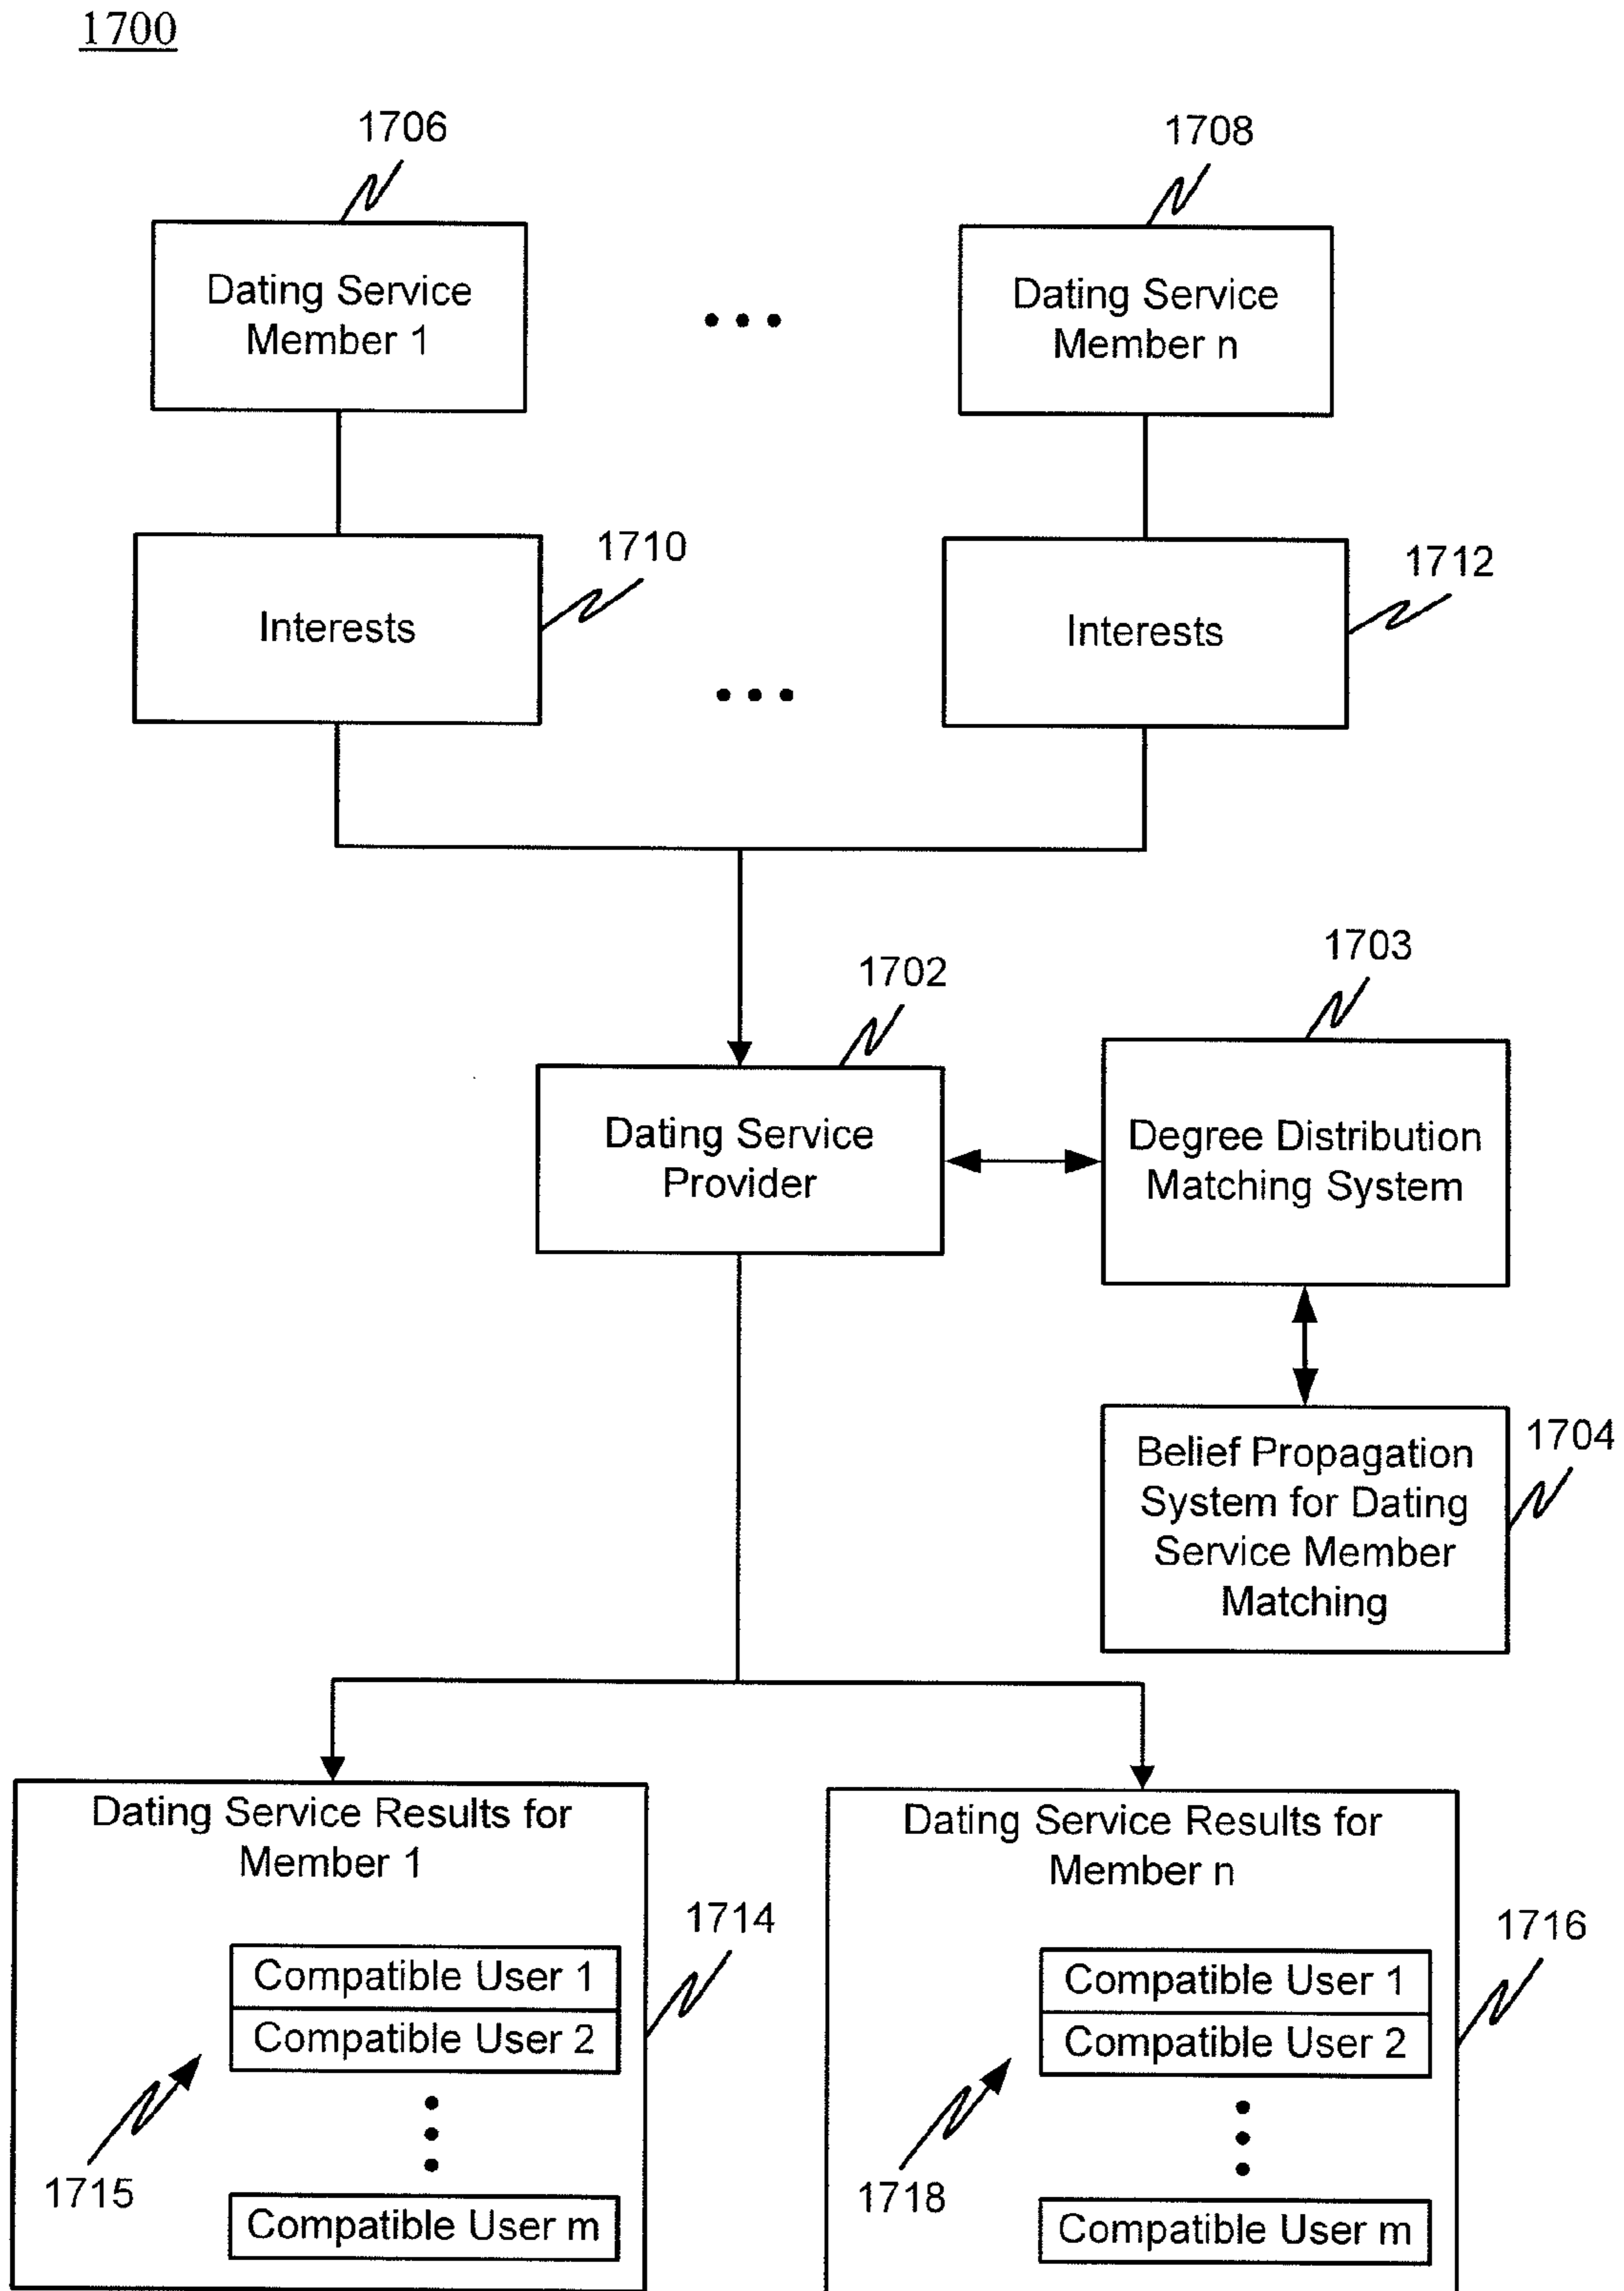 1700
1706
1708
Dating Service
Member 1
Dating Service
Member n
1710
1712
Interests
Interests
1702
1703
Dating Service
Provider
Degree Distribution
Matching System
1704
Belief Propagation
System for Dating
Service Member
Matching
Dating Service Results for
Member 1
1714
Compatible User 1
Compatible User 2
1715
Compatible User m
Dating Service Results for
Member n
1716
Compatible User 1
Compatible User 2
1718
Compatible User m